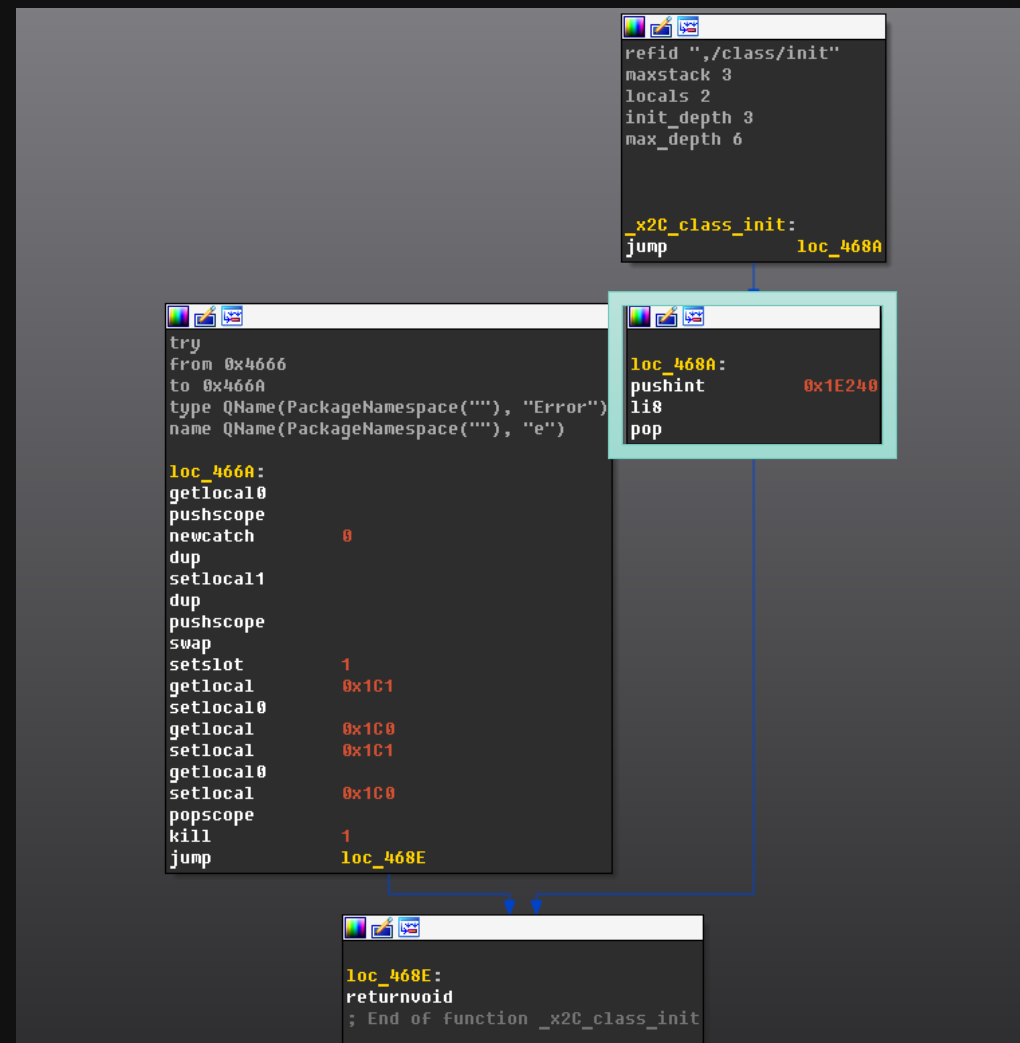 refid ",/class/init"
maxstack 3
locals 2
init_depth 3
max_depth 6
_x2C_class_init:
jump loc_468A
try
from 0x4666
to 0x466A
type QName(PackageNamespace(""), "Error")
name QName(PackageNamespace(""), "e")
loc_466A:
getlocal0
pushscope
newcatch 0
dup
setlocal1
dup
pushscope
swap
setslot 1
getlocal 0x1C1
setlocal0
getlocal 0x1C0
setlocal 0x1C1
getlocal0
setlocal 0x1C0
popscope
kill 1
jump loc_468E
loc_468A:
pushint 0x1E240
li8
pop
loc_468E:
returnvoid
; End of function _x2C_class_init